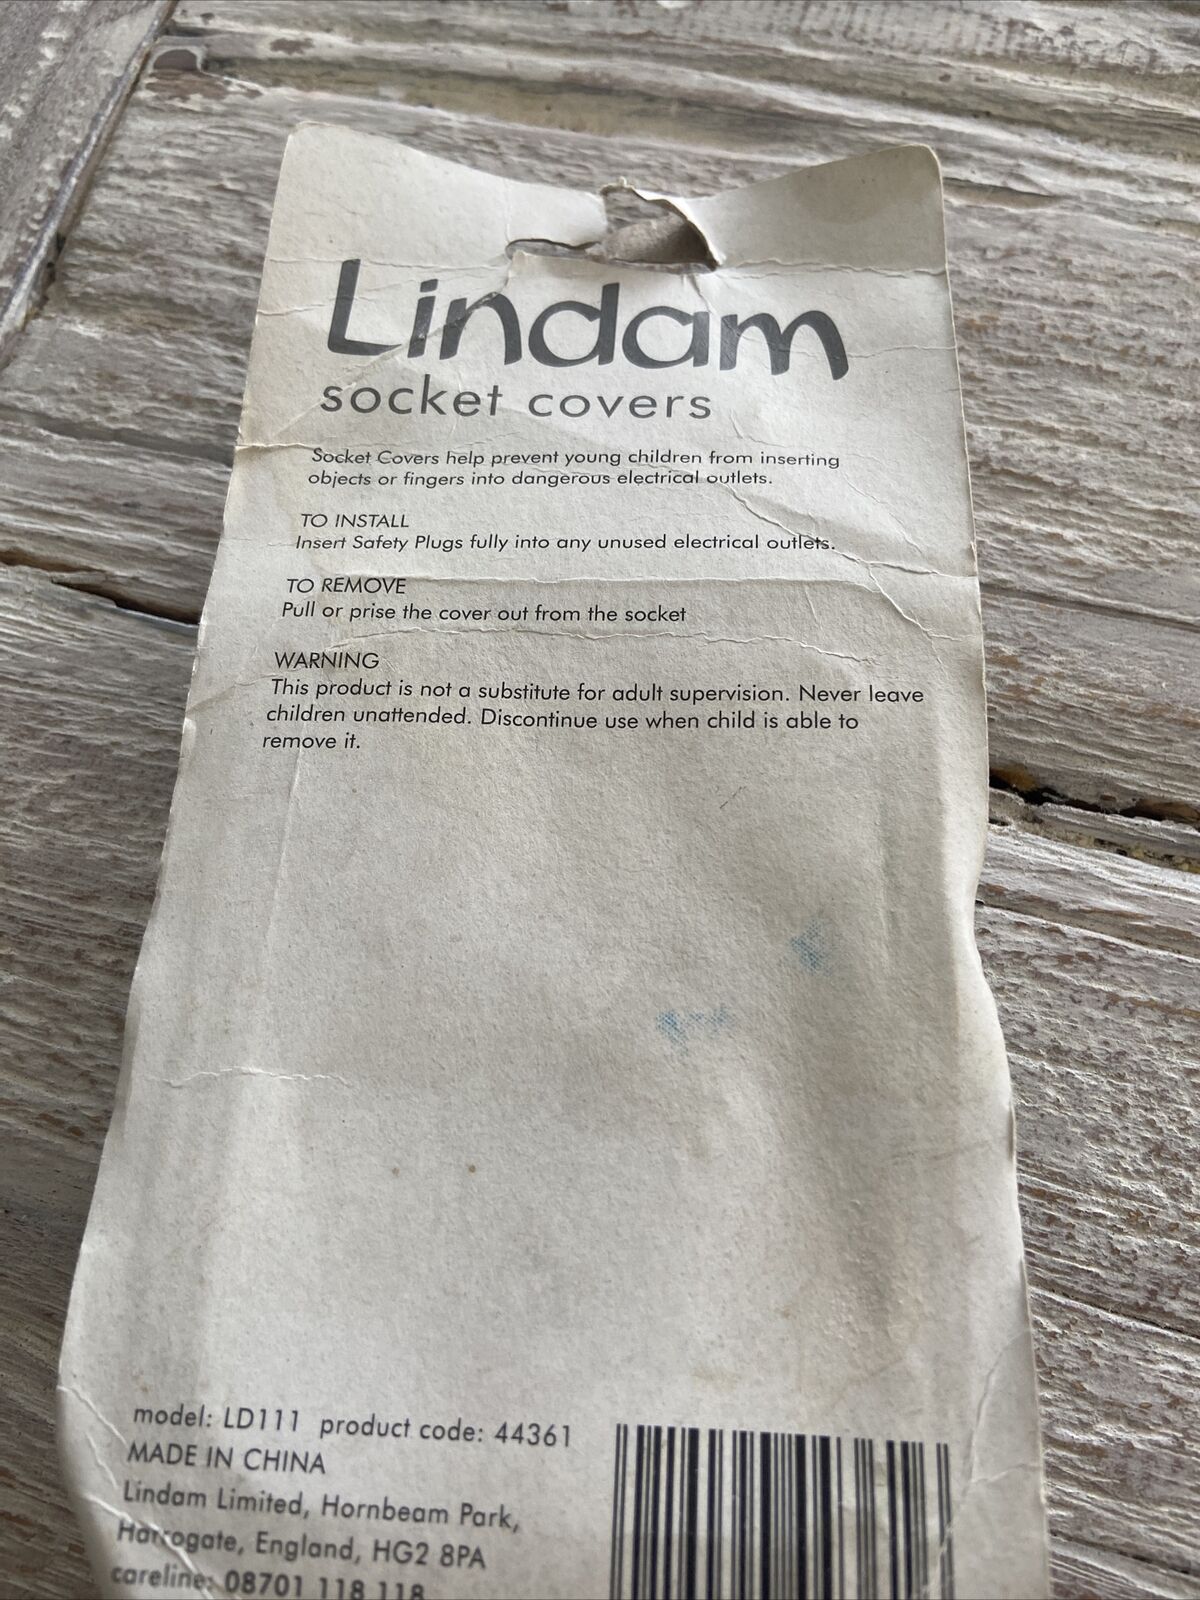 Lindam
socket covers
Socket Covers help prevent young children from inserting
objects or fingers into dangerous electrical outlets.
TO INSTALL
Insert Safety Plugs fully into any unused electrical outlets.
TO REMOVE
Pull or prise the cover out from the socket
WARNING
This product is not a substitute for adult supervision. Never leave
children unattended. Discontinue use when child is able to
remove it.
model: LD111 product code: 44361
MADE IN CHINA
Lindam Limited, Hornbeam Park,
Harrogate, England, HG2 8PA
careline: 08701 118 118